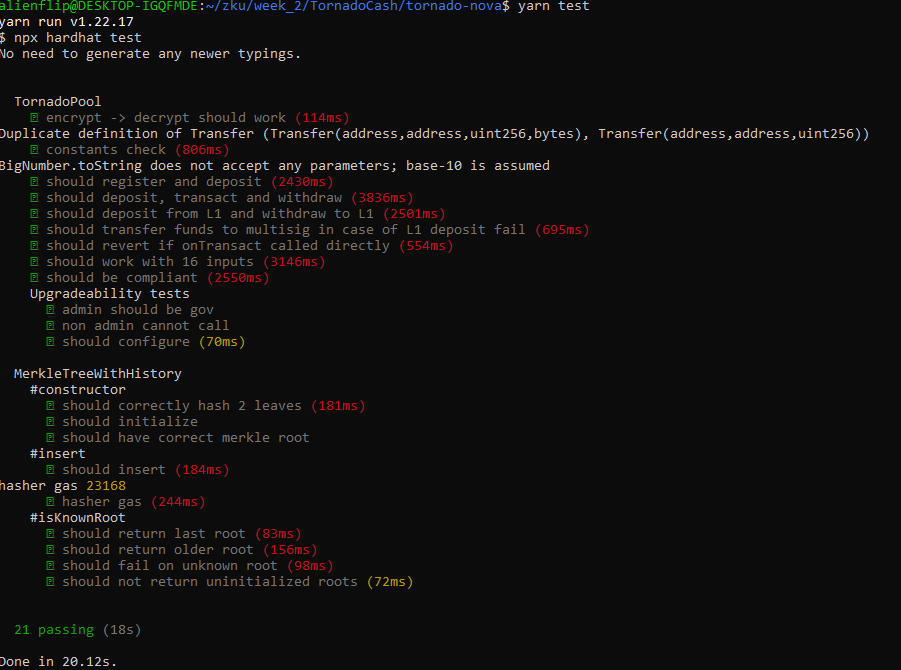 alienflip@DESKTOP-IGQFMDE:~/zku/week_2/TornadoCash/tornado-nova$ yarn test
yarn run v1.22.17
$ npx hardhat test
No need to generate any newer typings.
TornadoPool
encrypt -> decrypt should work (114ms)
Duplicate definition of Transfer (Transfer(address,address,uint256,bytes), Transfer(address,address,uint256))
constants check (806ms)
BigNumber.toString does not accept any parameters; base-10 is assumed
should register and deposit (2430ms)
should deposit, transact and withdraw (3836ms)
should deposit from L1 and withdraw to L1 (2501ms)
should transfer funds to multisig in case of L1 deposit fail (695ms)
should revert if onTransact called directly (554ms)
should work with 16 inputs (3146ms)
should be compliant (2550ms)
Upgradeability tests
admin should be gov
non admin cannot call
should configure (70ms)
MerkleTreeWithHistory
#constructor
should correctly hash 2 leaves (181ms)
should initialize
should have correct merkle root
#insert
should insert (184ms)
hasher gas 23168
hasher gas (244ms)
#isKnownRoot
should return last root (83ms)
should return older root (156ms)
should fail on unknown root (98ms)
should not return uninitialized roots (72ms)
21 passing (18s)
Done in 20.12s.